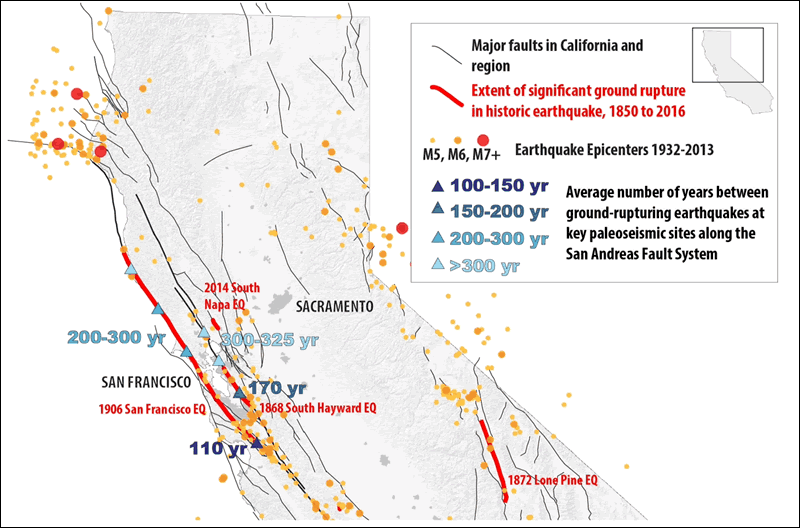 Major faults in California and
region
Extent of significant ground rupture
in historic earthquake, 1850 to 2016
M5, M6, M7+
Earthquake Epicenters 1932-2013
100-150 yr
150-200 yr
200-300 yr
>300 yr
Average number of years between
ground-rupturing earthquakes at
key paleoseismic sites along the
San Andreas Fault System
2014 South
Napa EQ
SACRAMENTO
200-300 yr
300-325 yr
SAN FRANCISCO
170 yr
1906 San Francisco EQ
1868 South Hayward EQ
110 yr
1872 Lone Pine EQ